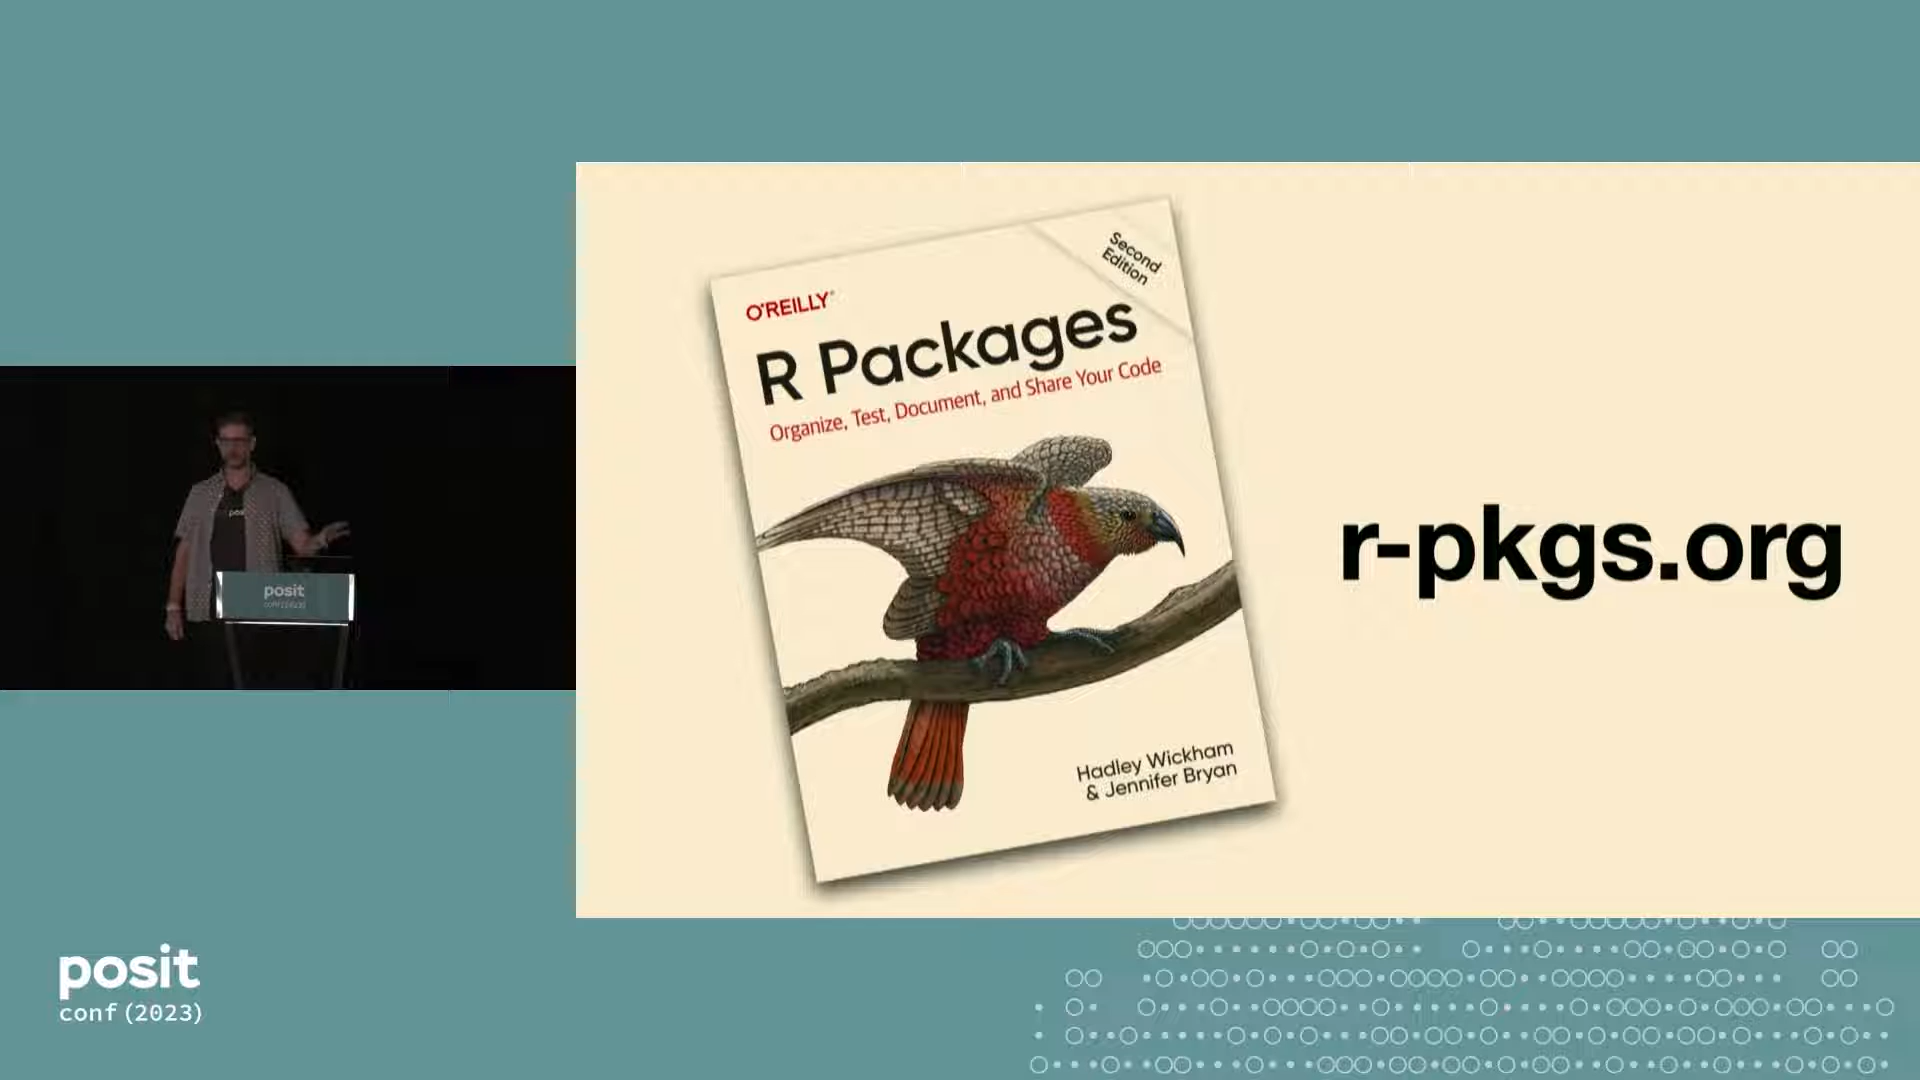 Second
Edition
O'REILLY®
R Packages
Organize, Test, Document, and Share Your Code
Hadley Wickham
& Jennifer Bryan
r-pkgs.org
posit
posit
conf(2023)